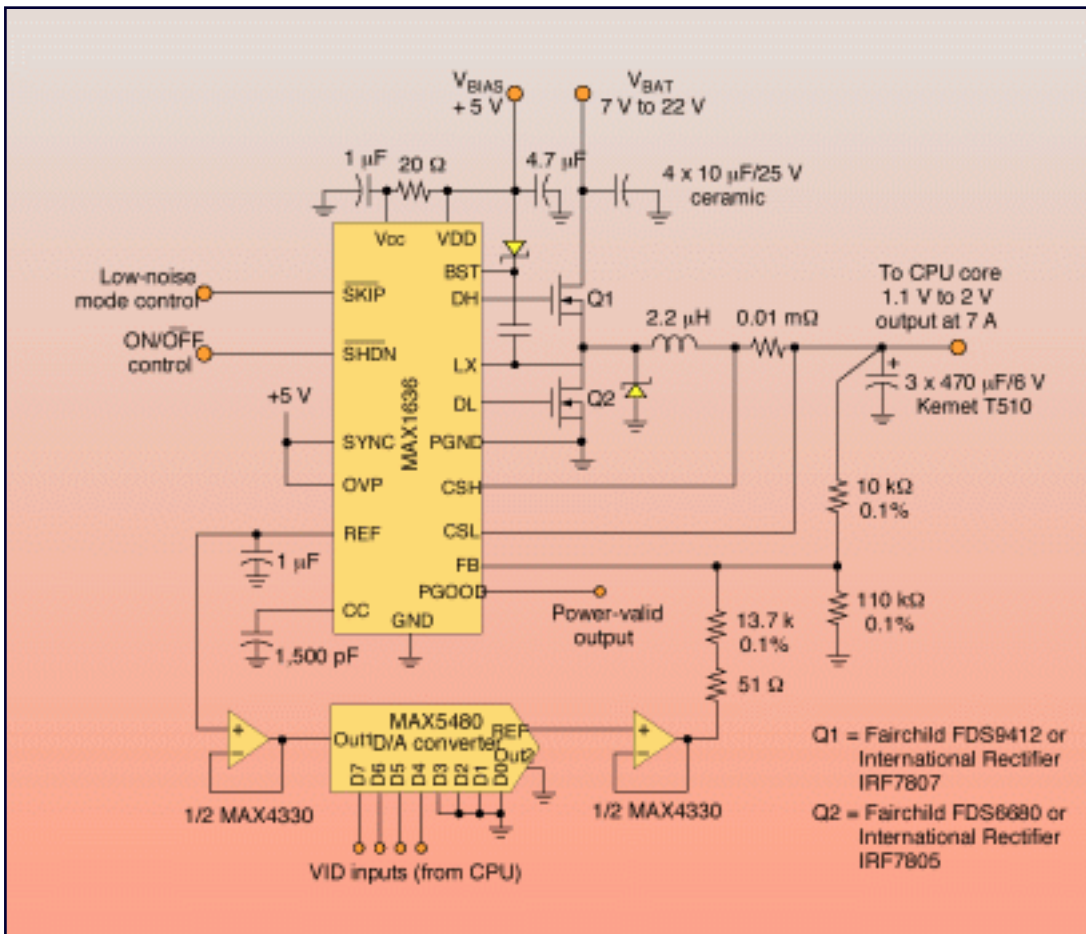 V_BIAS
+ 5 V
V_BAT
7 V to 22 V
1 µF
20 Ω
4.7 µF
4 x 10 µF/25 V
ceramic
Vcc
VDD
BST
Low-noise
mode control
SKIP
DH
Q1
To CPU core
1.1 V to 2 V
output at 7 A
2.2 µH
0.01 mΩ
ON/OFF
control
SHDN
LX
+
3 x 470 µF/6 V
Kemet T510
+5 V
DL
Q2
MAX1636
SYNC
PGND
OVP
CSH
10 kΩ
0.1%
REF
CSL
1 µF
FB
PGOOD
Power-valid
output
CC
GND
1,500 pF
13.7 k
0.1%
110 kΩ
0.1%
51 Ω
MAX5480
D/A converter
Out1
REF
Out2
D7 D6 D5 D4 D3 D2 D1 D0
+
−
1/2 MAX4330
+
−
1/2 MAX4330
VID inputs (from CPU)
Q1 = Fairchild FDS9412 or
International Rectifier
IRF7807
Q2 = Fairchild FDS6680 or
International Rectifier
IRF7805